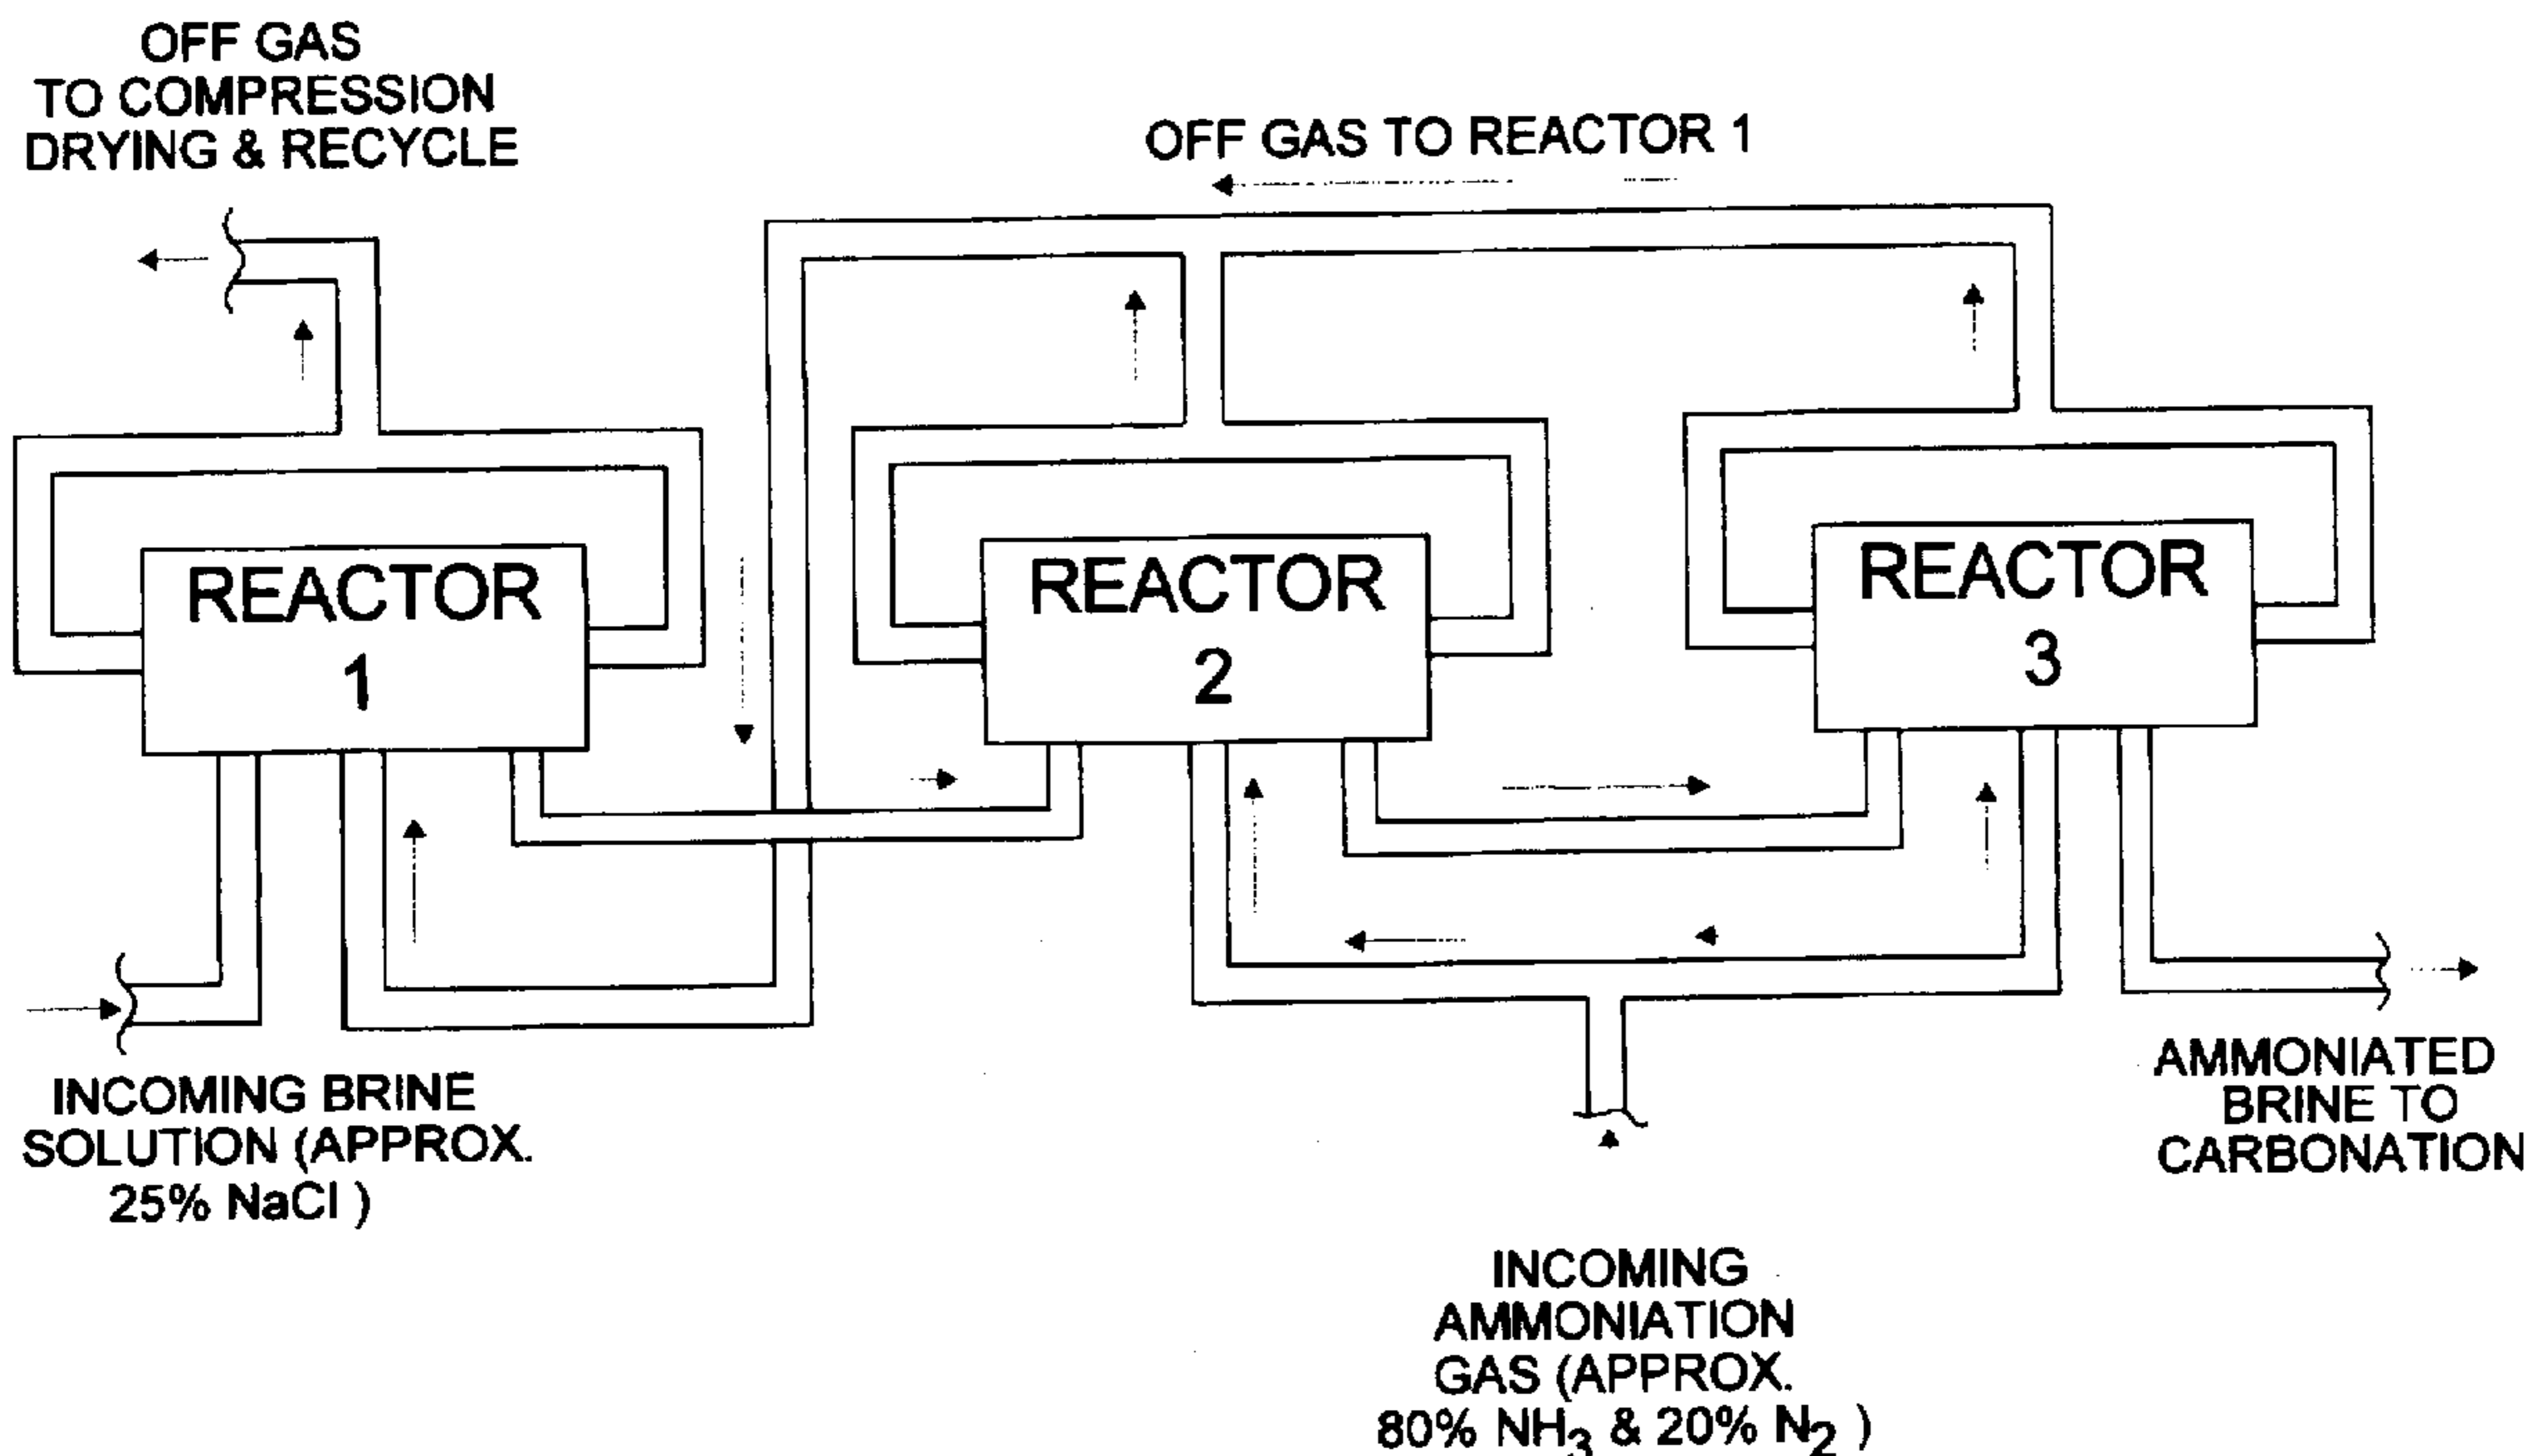 OFF GAS
TO COMPRESSION
DRYING & RECYCLE
OFF GAS TO REACTOR 1
REACTOR
1
REACTOR
2
REACTOR
3
INCOMING BRINE
SOLUTION (APPROX.
25% NaCl )
AMMONIATED
BRINE TO
CARBONATION
INCOMING
AMMONIATION
GAS (APPROX.
80% NH₃ & 20% N₂ )